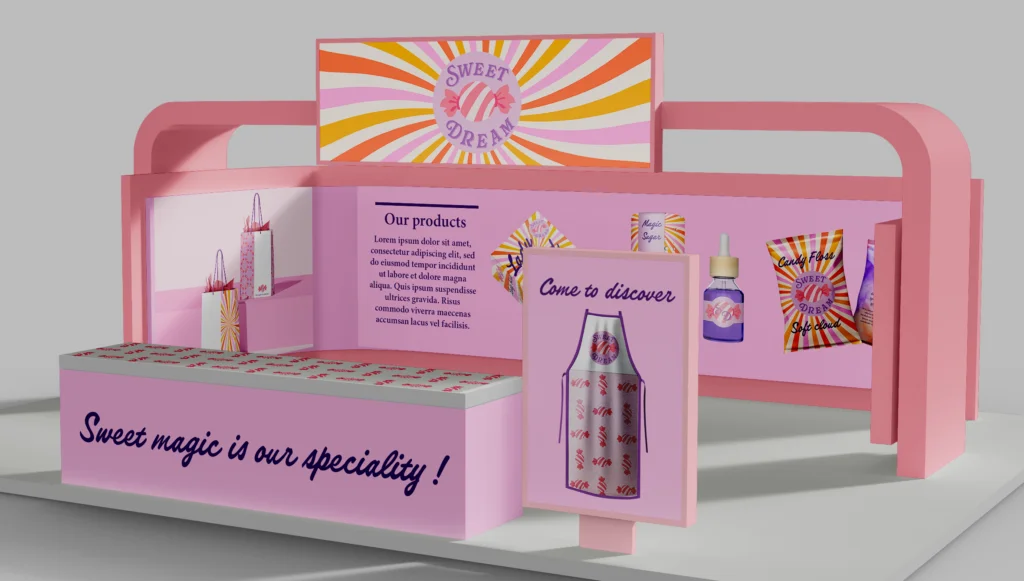 SWEET
DREAM
Our products
Lorem ipsum dolor sit amet,
consectetur adipiscing elit, sed
do eiusmod tempor incididunt
ut labore et dolore magna
aliqua. Quis ipsum suspendisse
ultrices gravida. Risus
commodo viverra maecenas
accumsan lacus vel facilisis.
Magic
Sugar
Candy Floss
SWEET
DREAM
Soft cloud
Come to discover
SWEET
DREAM
Sweet magic is our speciality !